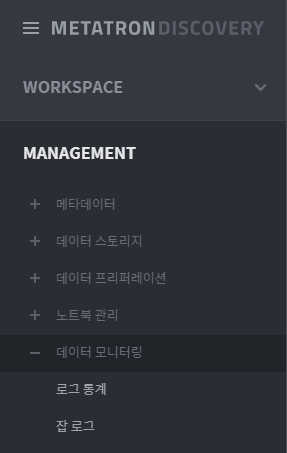 METATRON DISCOVERY
WORKSPACE
MANAGEMENT
메타데이터
데이터 스토리지
데이터 프리퍼레이션
노트북 관리
데이터 모니터링
로그 통계
잡 로그